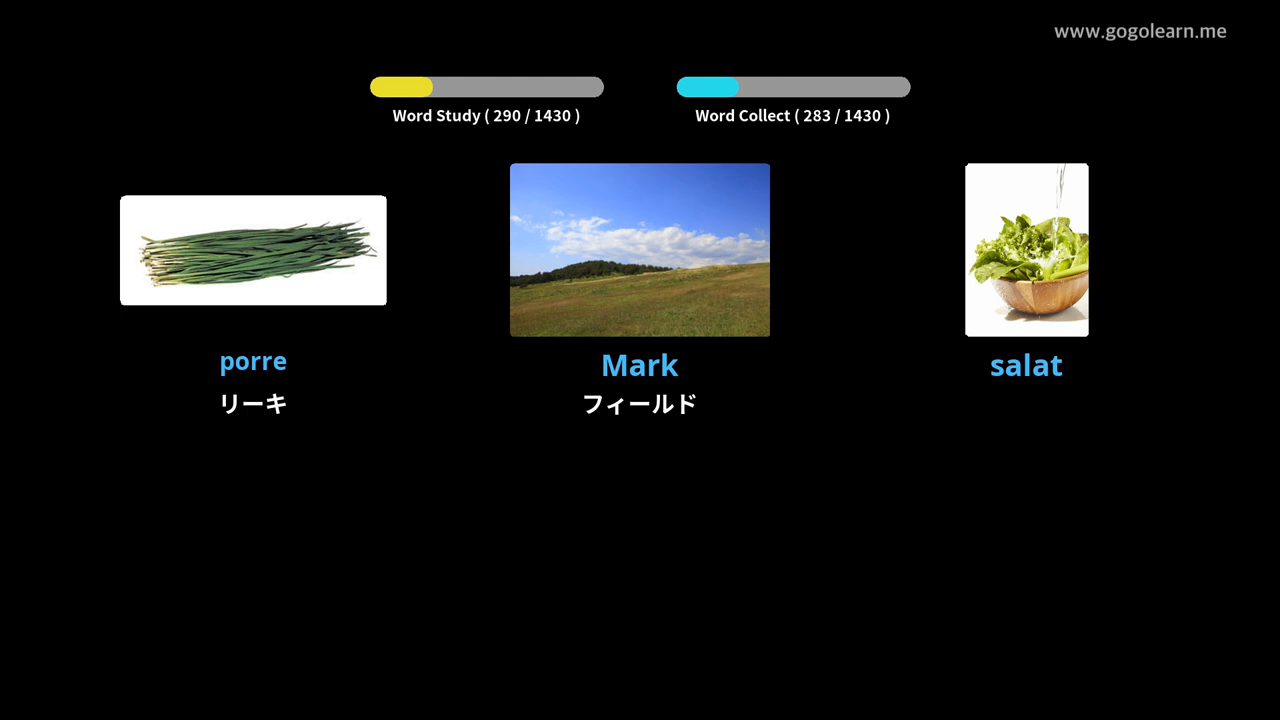 www.gogolearn.me
Word Study ( 290 / 1430 )
Word Collect ( 283 / 1430 )
porre
リーキ
Mark
フィールド
salat